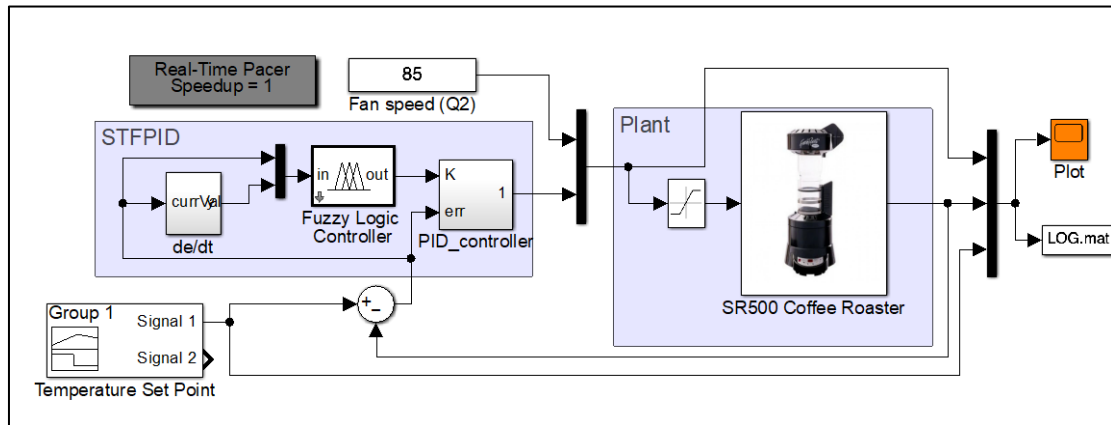 Real-Time Pacer
Speedup = 1
85
Fan speed (Q2)
STFPID
in
out
Fuzzy Logic
Controller
de/dt
K
err
1
PID_controller
Plant
SR500 Coffee Roaster
Plot
LOG.mat
Group 1
Signal 1
Signal 2
Temperature Set Point
+
−